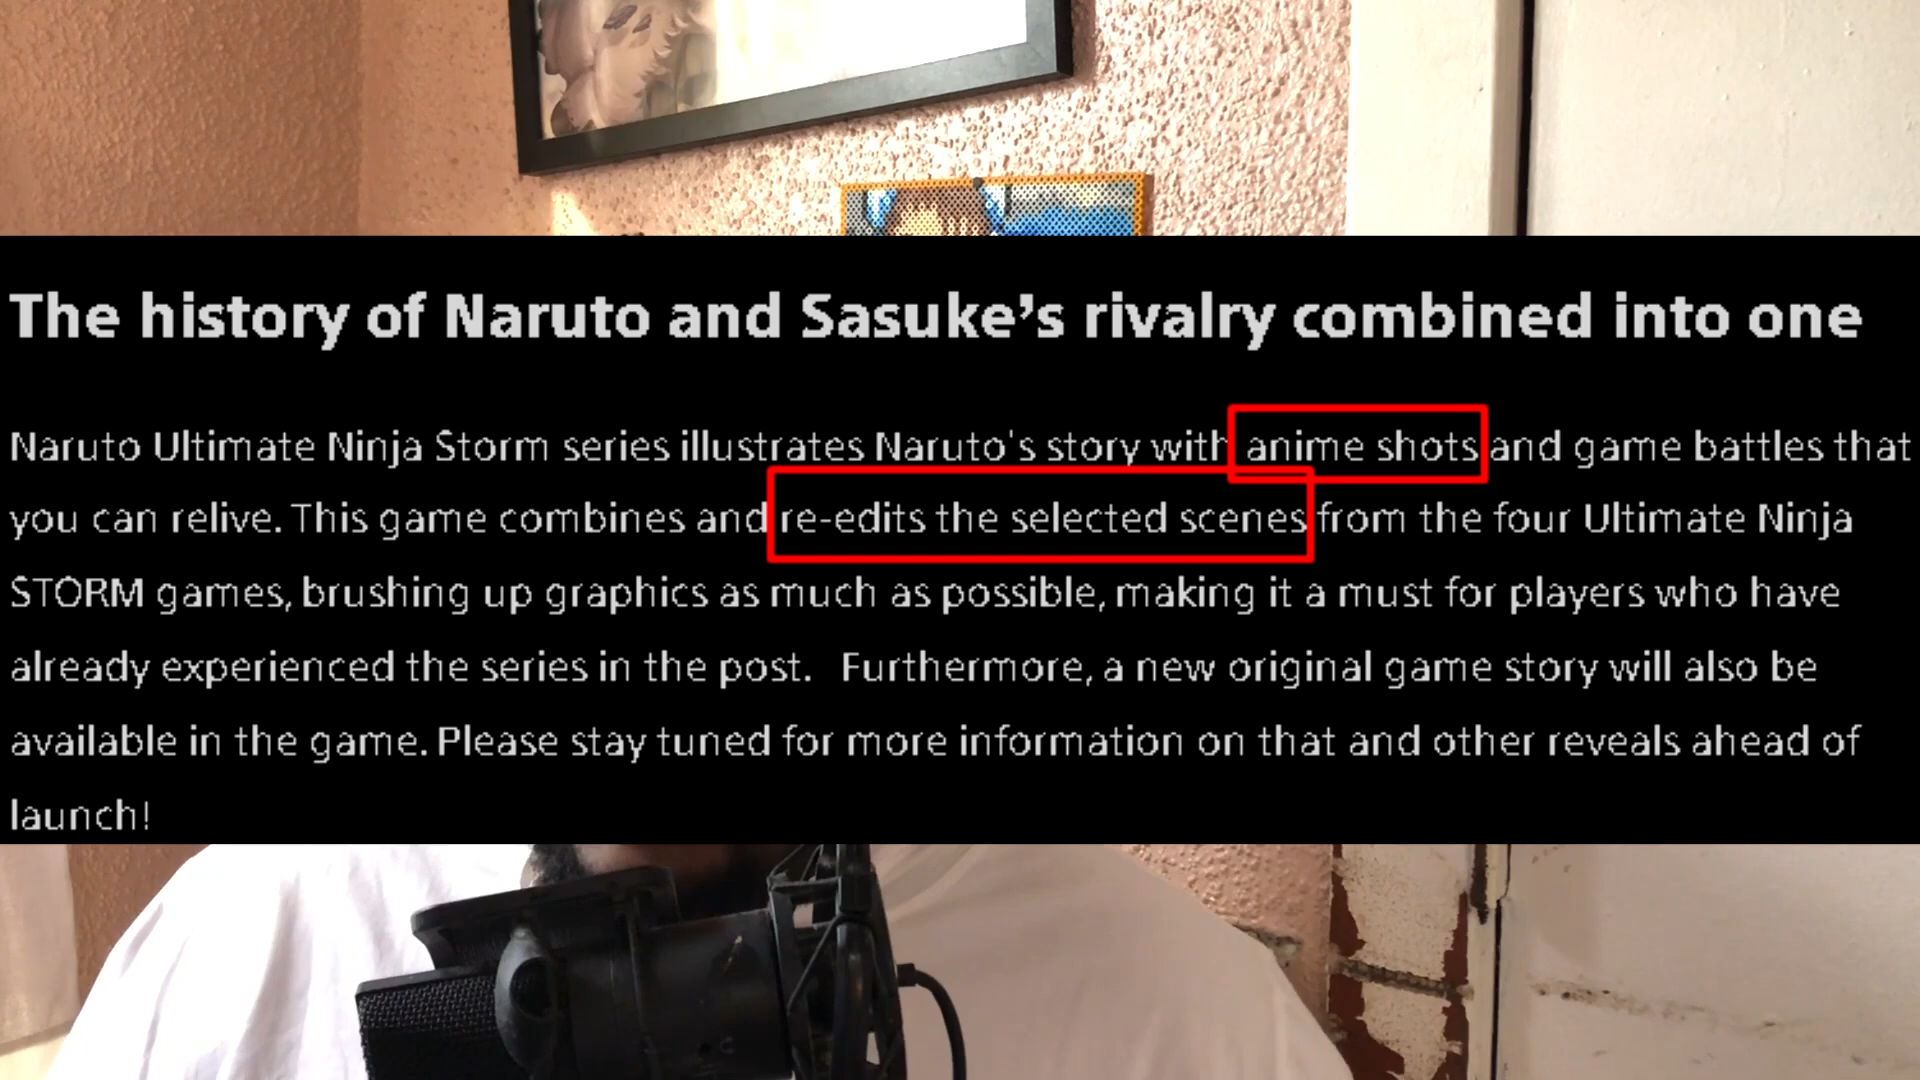 The history of Naruto and Sasuke’s rivalry combined into one
Naruto Ultimate Ninja Storm series illustrates Naruto's story with anime shots and game battles that
you can relive. This game combines and re-edits the selected scenes from the four Ultimate Ninja
STORM games, brushing up graphics as much as possible, making it a must for players who have
already experienced the series in the post. Furthermore, a new original game story will also be
available in the game. Please stay tuned for more information on that and other reveals ahead of
launch!